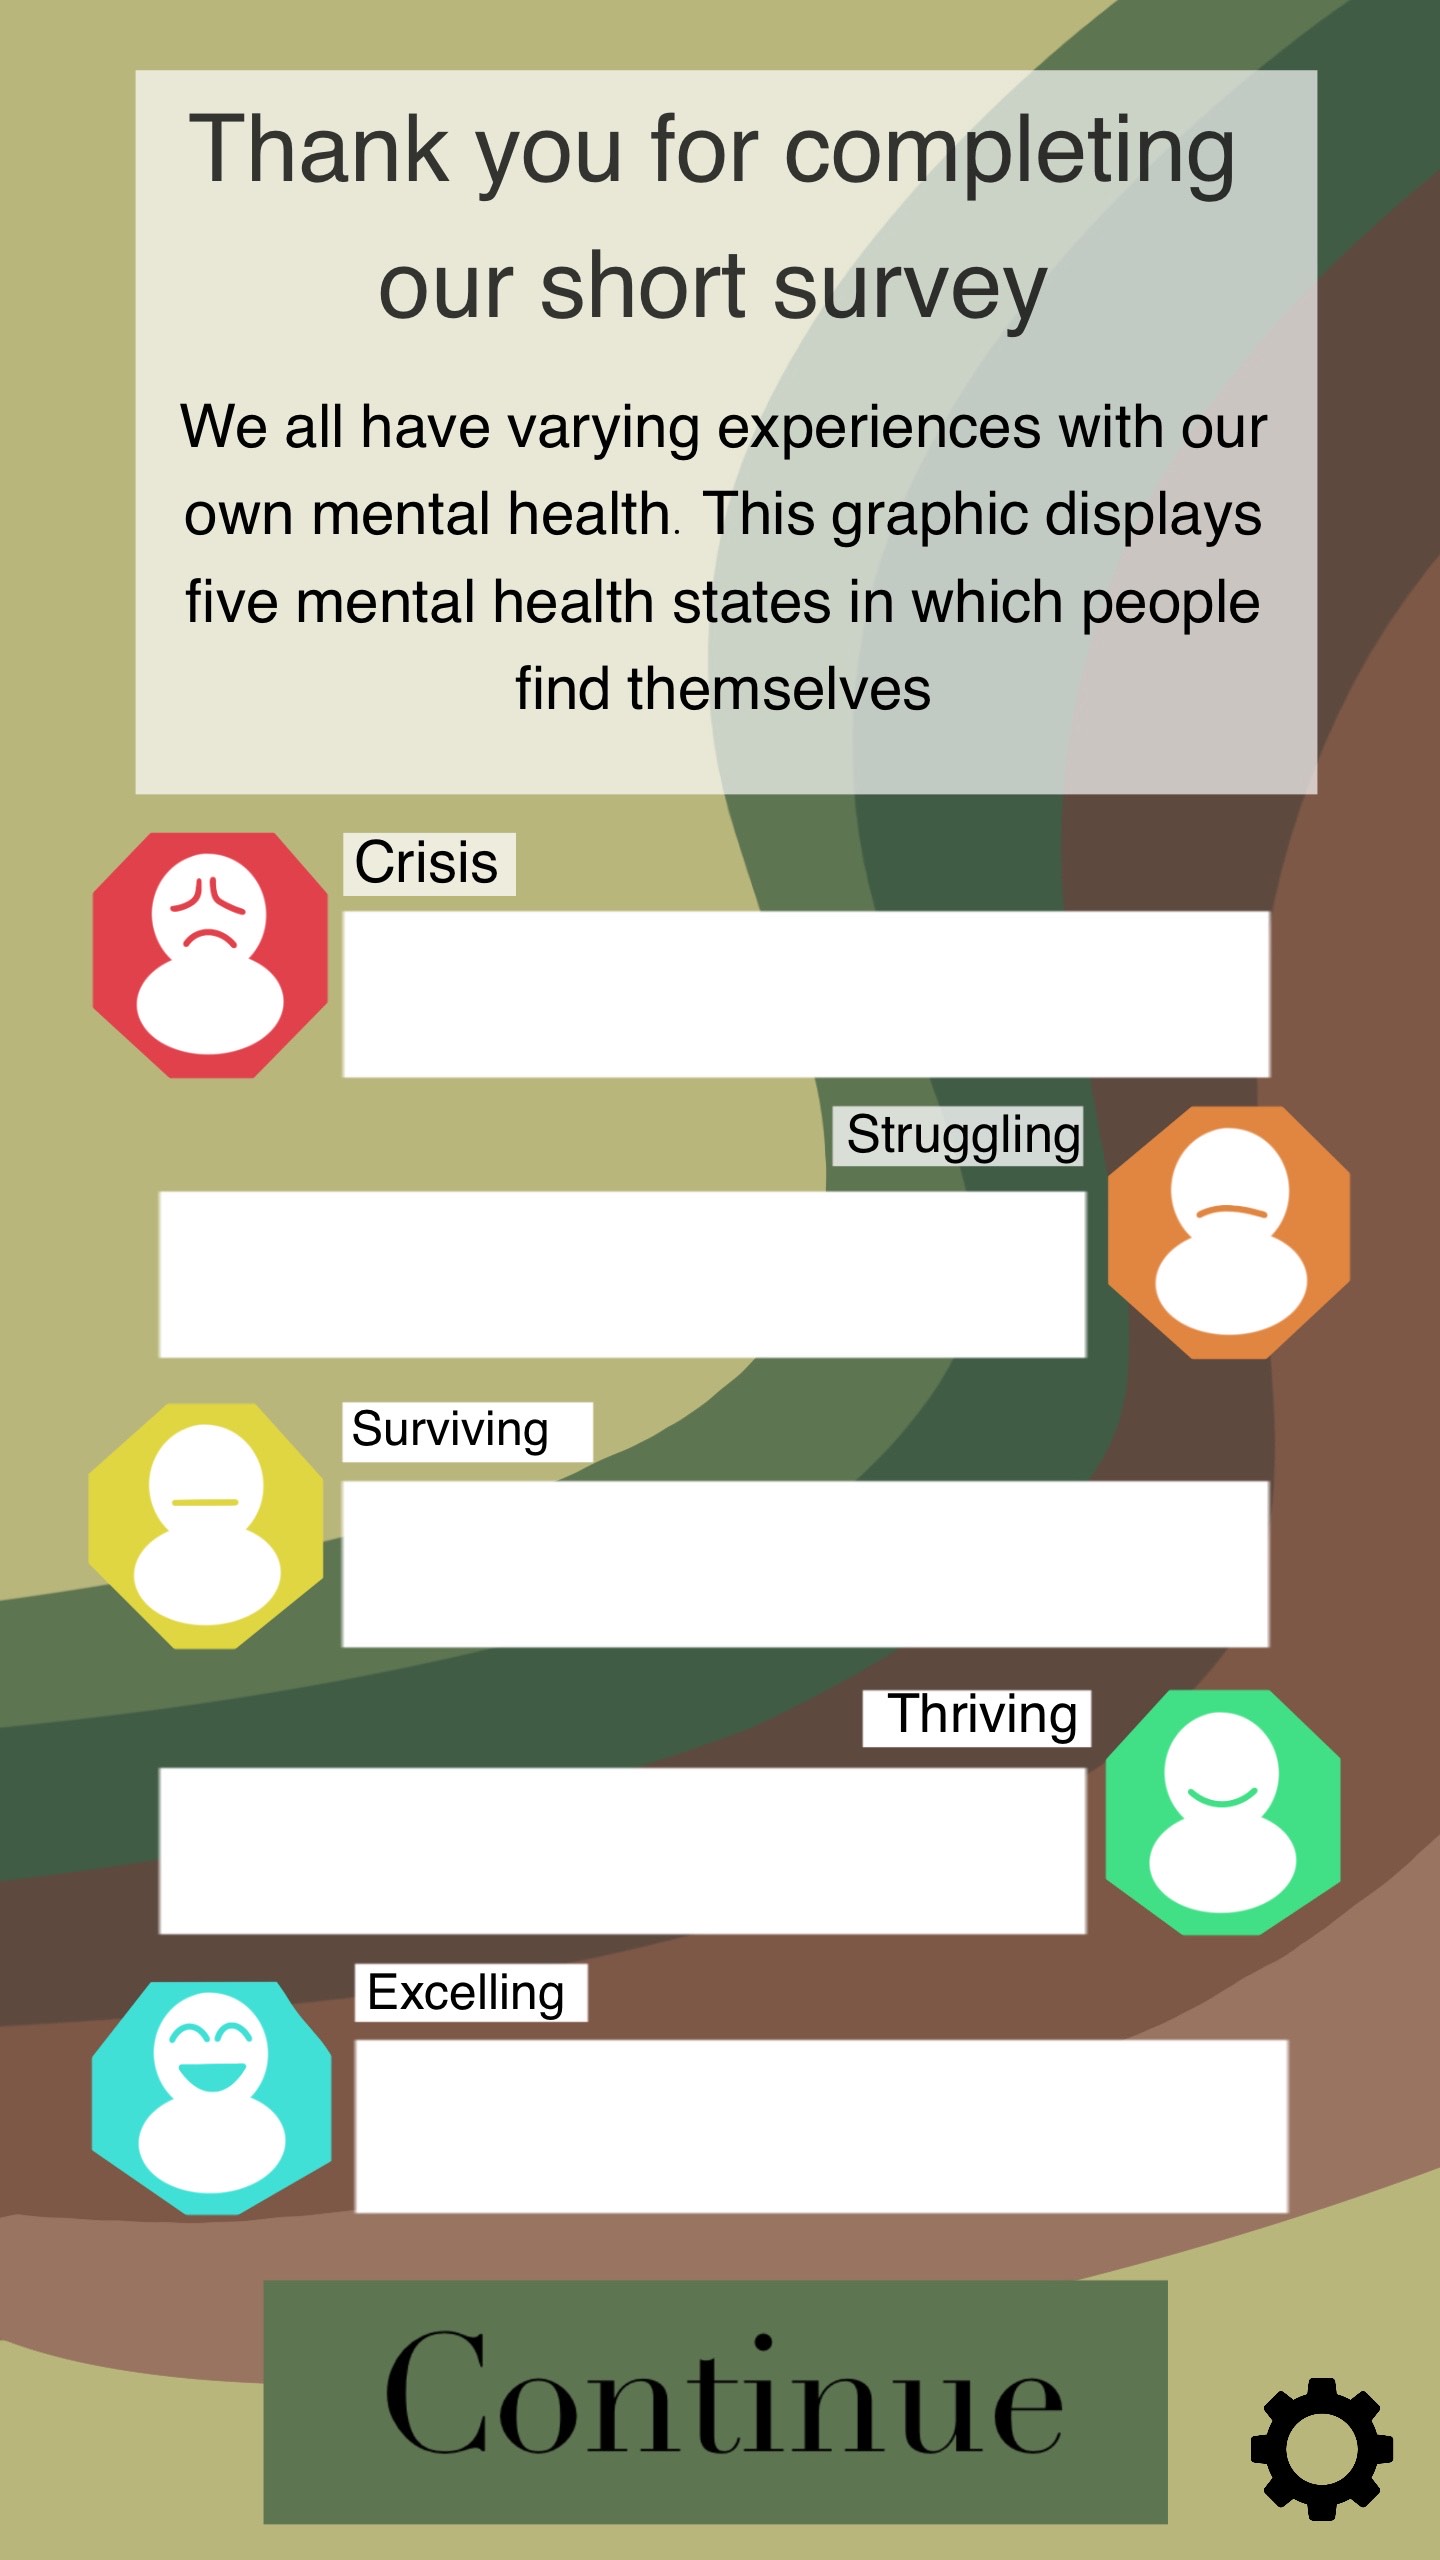 Thank you for completing
our short survey
We all have varying experiences with our
own mental health. This graphic displays
five mental health states in which people
find themselves
Crisis
Struggling
Surviving
Thriving
Excelling
Continue